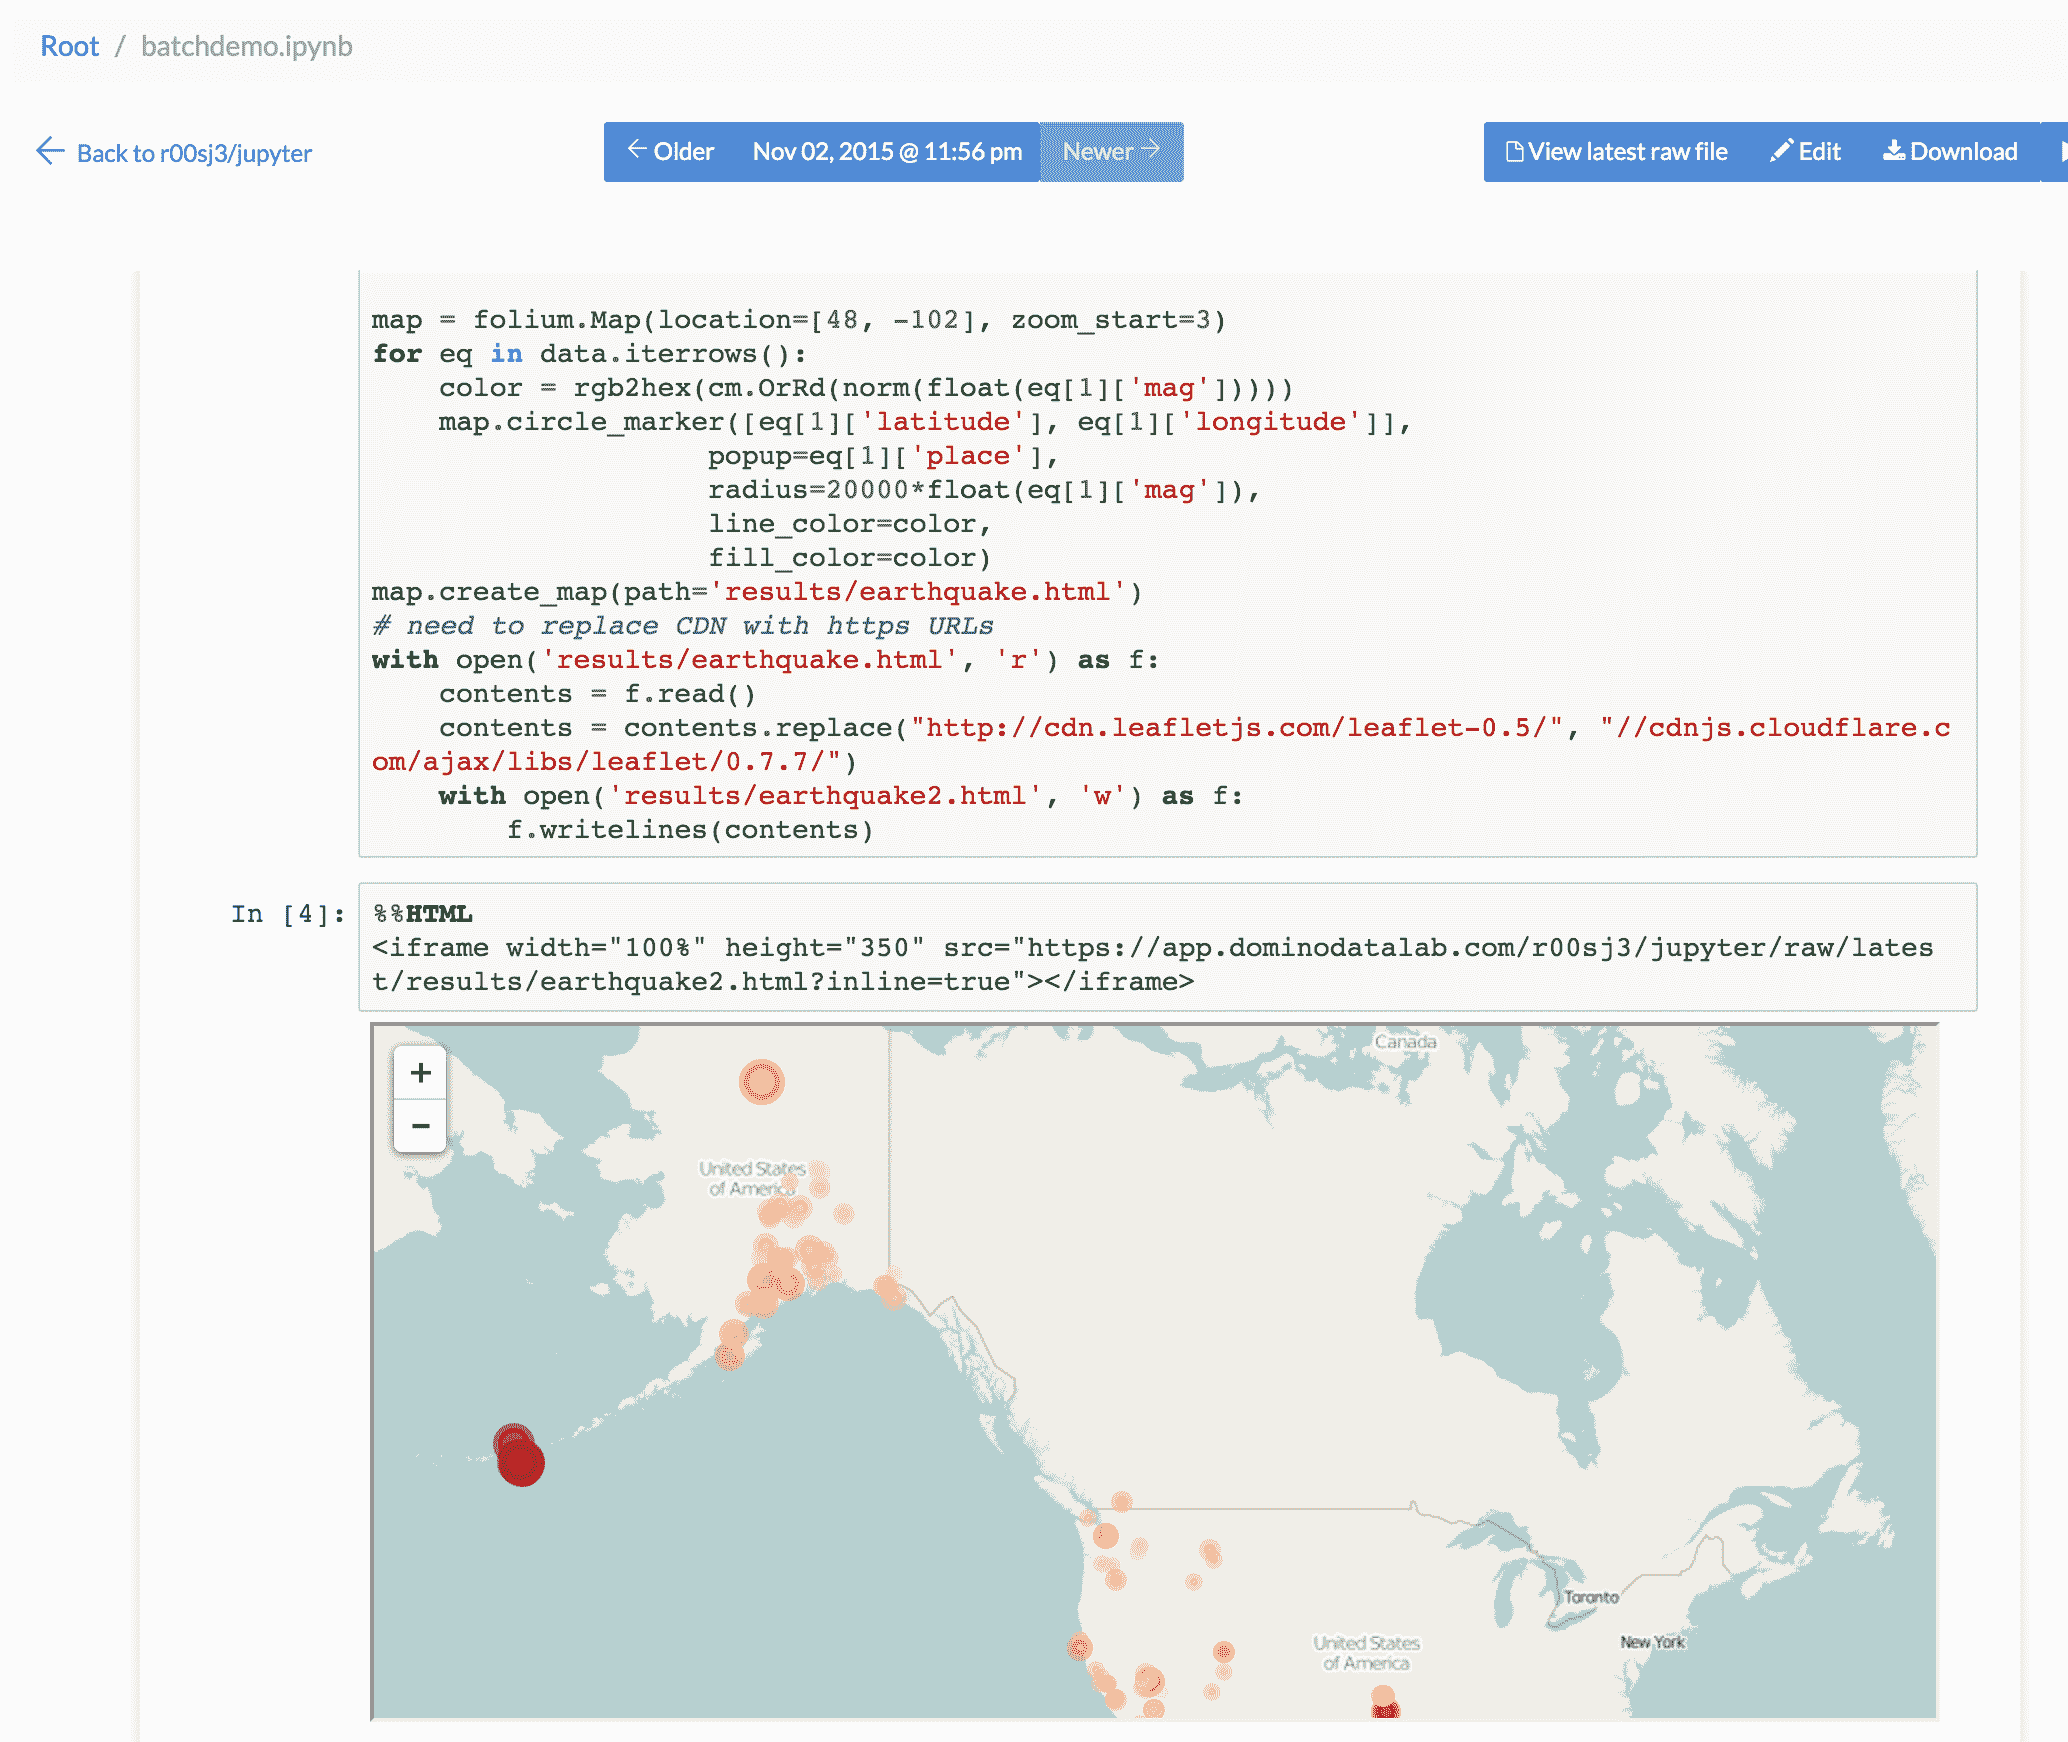 Root / batchdemo.ipynb
← Back to r00sj3/jupyter
← Older Nov 02, 2015 @ 11:56 pm Newer →
View latest raw file Edit Download
map = folium.Map(location=[48, -102], zoom_start=3)
for eq in data.iterrows():
    color = rgb2hex(cm.OrRd(norm(float(eq[1]['mag']))))
    map.circle_marker([eq[1]['latitude'], eq[1]['longitude']],
                    popup=eq[1]['place'],
                    radius=20000*float(eq[1]['mag']),
                    line_color=color,
                    fill_color=color)
map.create_map(path='results/earthquake.html')
# need to replace CDN with https URLs
with open('results/earthquake.html', 'r') as f:
    contents = f.read()
    contents = contents.replace("http://cdn.leafletjs.com/leaflet-0.5/", "//cdnjs.cloudflare.c
om/ajax/libs/leaflet/0.7.7/")
    with open('results/earthquake2.html', 'w') as f:
        f.writelines(contents)
In [4]:
%%HTML
<iframe width="100%" height="350" src="https://app.dominodatalab.com/r00sj3/jupyter/raw/lates
t/results/earthquake2.html?inline=true"></iframe>
+
−
Canada
United States
of America
Toronto
New York
United States
of America